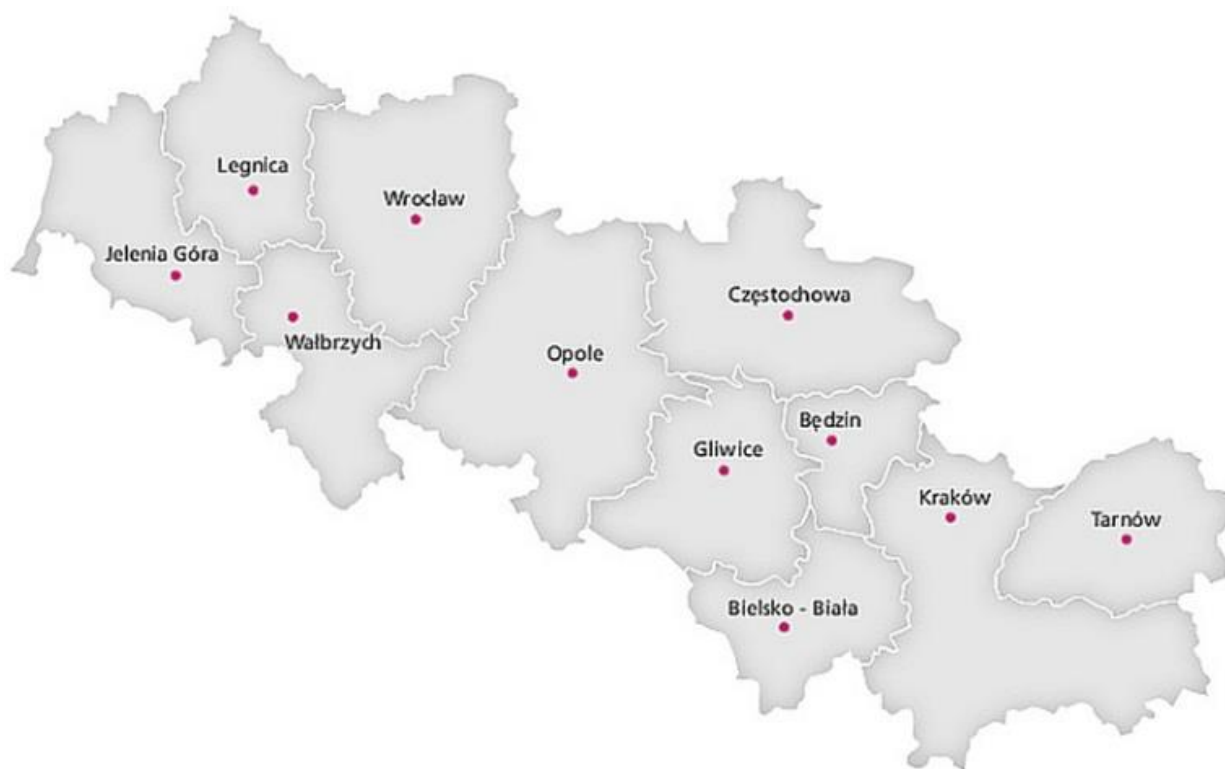 Legnica
Wrocław
Jelenia Góra
Częstochowa
Wałbrzych
Opole
Będzin
Gliwice
Kraków
Tarnów
Bielsko - Biała